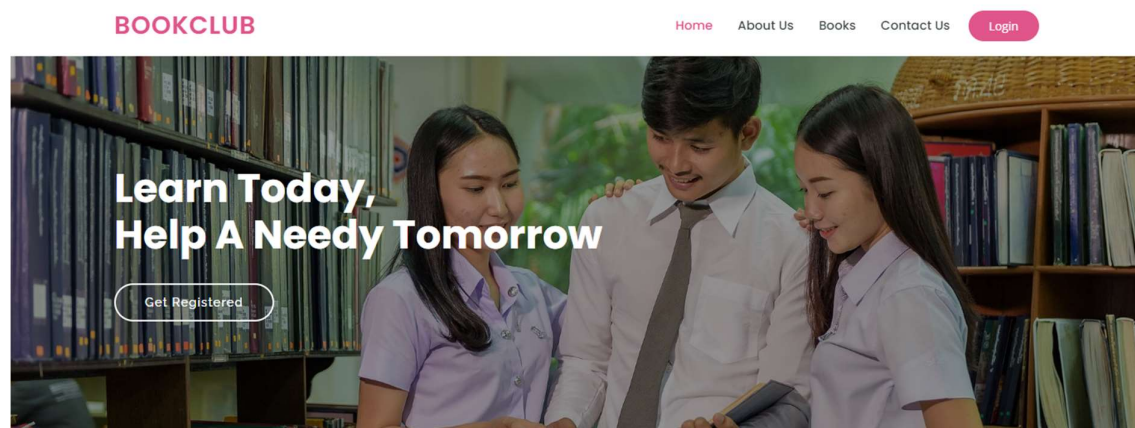 BOOKCLUB
Home About Us Books Contact Us Login
Learn Today,
Help A Needy Tomorrow
Get Registered